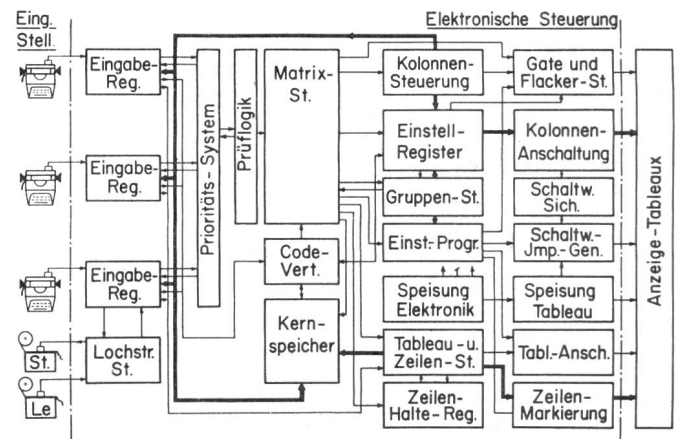 Eing.
Stell.
Elektronische Steuerung
Eingabe-
Reg.
Eingabe-
Reg.
Eingabe-
Reg.
Lochstr.
St.
St.
Le
Prioritäts-System
Prüflogik
Matrix-
St.
Code-
Vert.
Kern-
speicher
Kolonnen-
Steuerung
Einstell-
Register
Gruppen-St.
Einst.-Progr.
Speisung
Elektronik
Tableau-u.
Zeilen-St.
Zeilen-
Halte-Reg.
Gate und
Flacker-St.
Kolonnen-
Anschaltung
Schaltw.
Sich.
Schaltw.-
Jmp.-Gen.
Speisung
Tableau
Tabl.-Ansch.
Zeilen-
Markierung
Anzeige-Tableaux